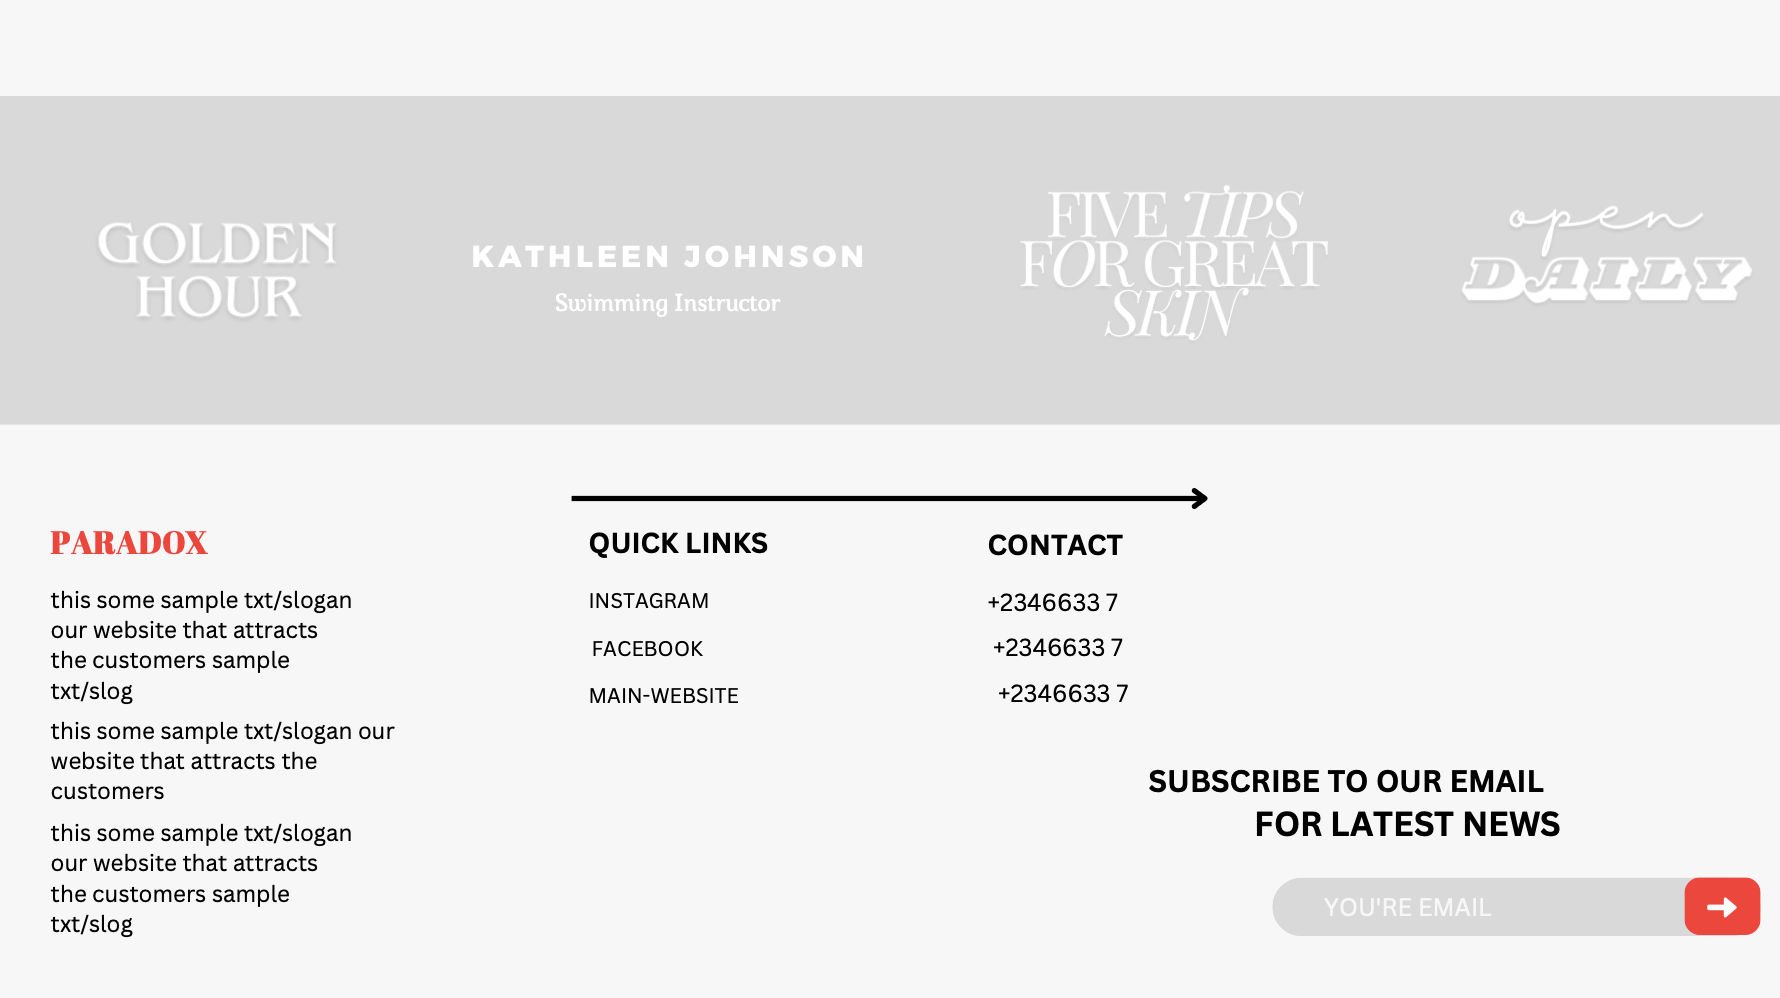 GOLDEN
HOUR
KATHLEEN JOHNSON
Swimming Instructor
FIVE TIPS
FOR GREAT
SKIN
open
DAILY
PARADOX
this some sample txt/slogan
our website that attracts
the customers sample
txt/slog
this some sample txt/slogan our
website that attracts the
customers
this some sample txt/slogan
our website that attracts
the customers sample
txt/slog
QUICK LINKS
INSTAGRAM
FACEBOOK
MAIN-WEBSITE
CONTACT
+2346633 7
+2346633 7
+2346633 7
SUBSCRIBE TO OUR EMAIL
FOR LATEST NEWS
YOU'RE EMAIL